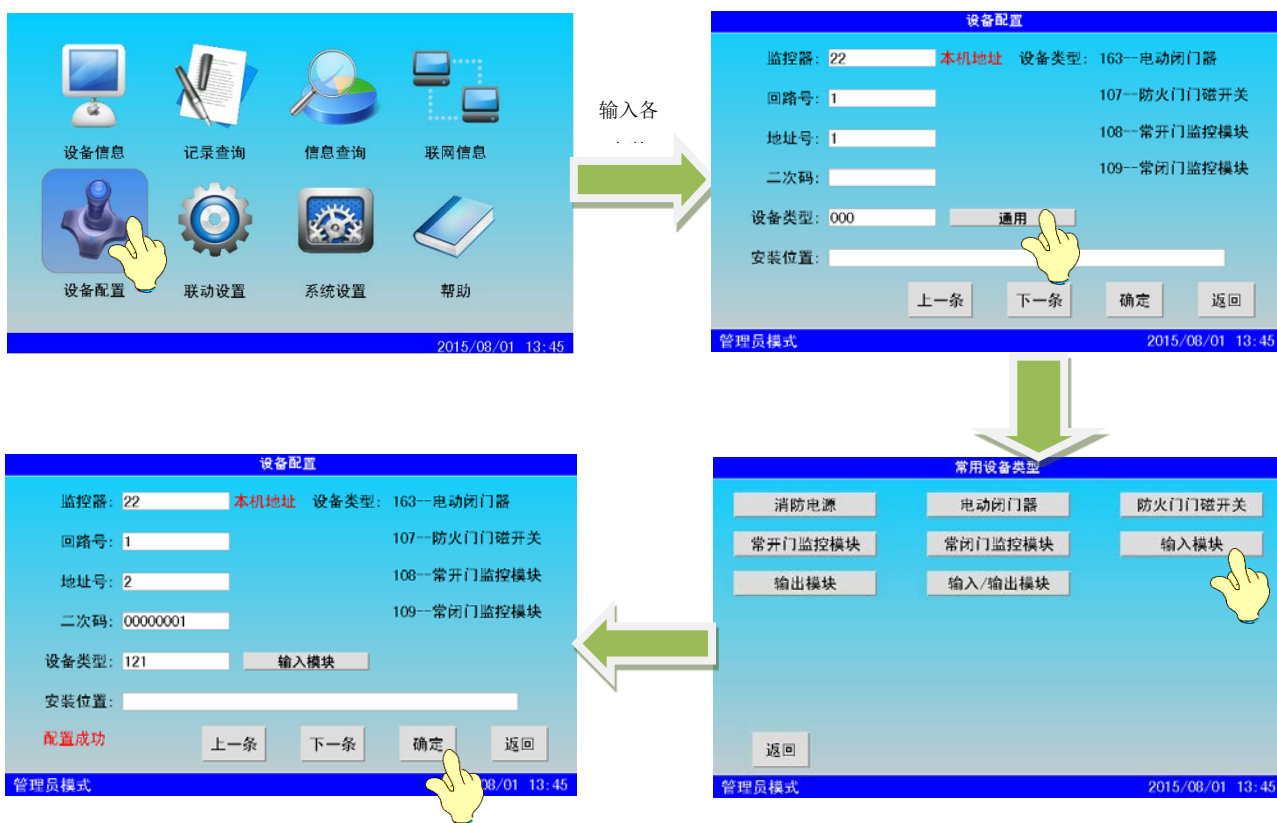 设备信息 记录查询 信息查询 联网信息
设备配置 联动设置 系统设置 帮助
2015/08/01 13:45
输入各
设备配置
监控器: 22 本机地址 设备类型: 163--电动闭门器
回路号: 1 107--防火门门磁开关
地址号: 1 108--常开门监控模块
二次码: 109--常闭门监控模块
设备类型: 000 通用
安装位置:
上一条 下一条 确定 返回
管理员模式 2015/08/01 13:45
常用设备类型
消防电源 电动闭门器 防火门门磁开关
常开门监控模块 常闭门监控模块 输入模块
输出模块 输入/输出模块
返回
管理员模式 2015/08/01 13:45
设备配置
监控器: 22 本机地址 设备类型: 163--电动闭门器
回路号: 1 107--防火门门磁开关
地址号: 2 108--常开门监控模块
二次码: 00000001 109--常闭门监控模块
设备类型: 121 输入模块
安装位置:
配置成功 上一条 下一条 确定 返回
管理员模式 08/01 13:45